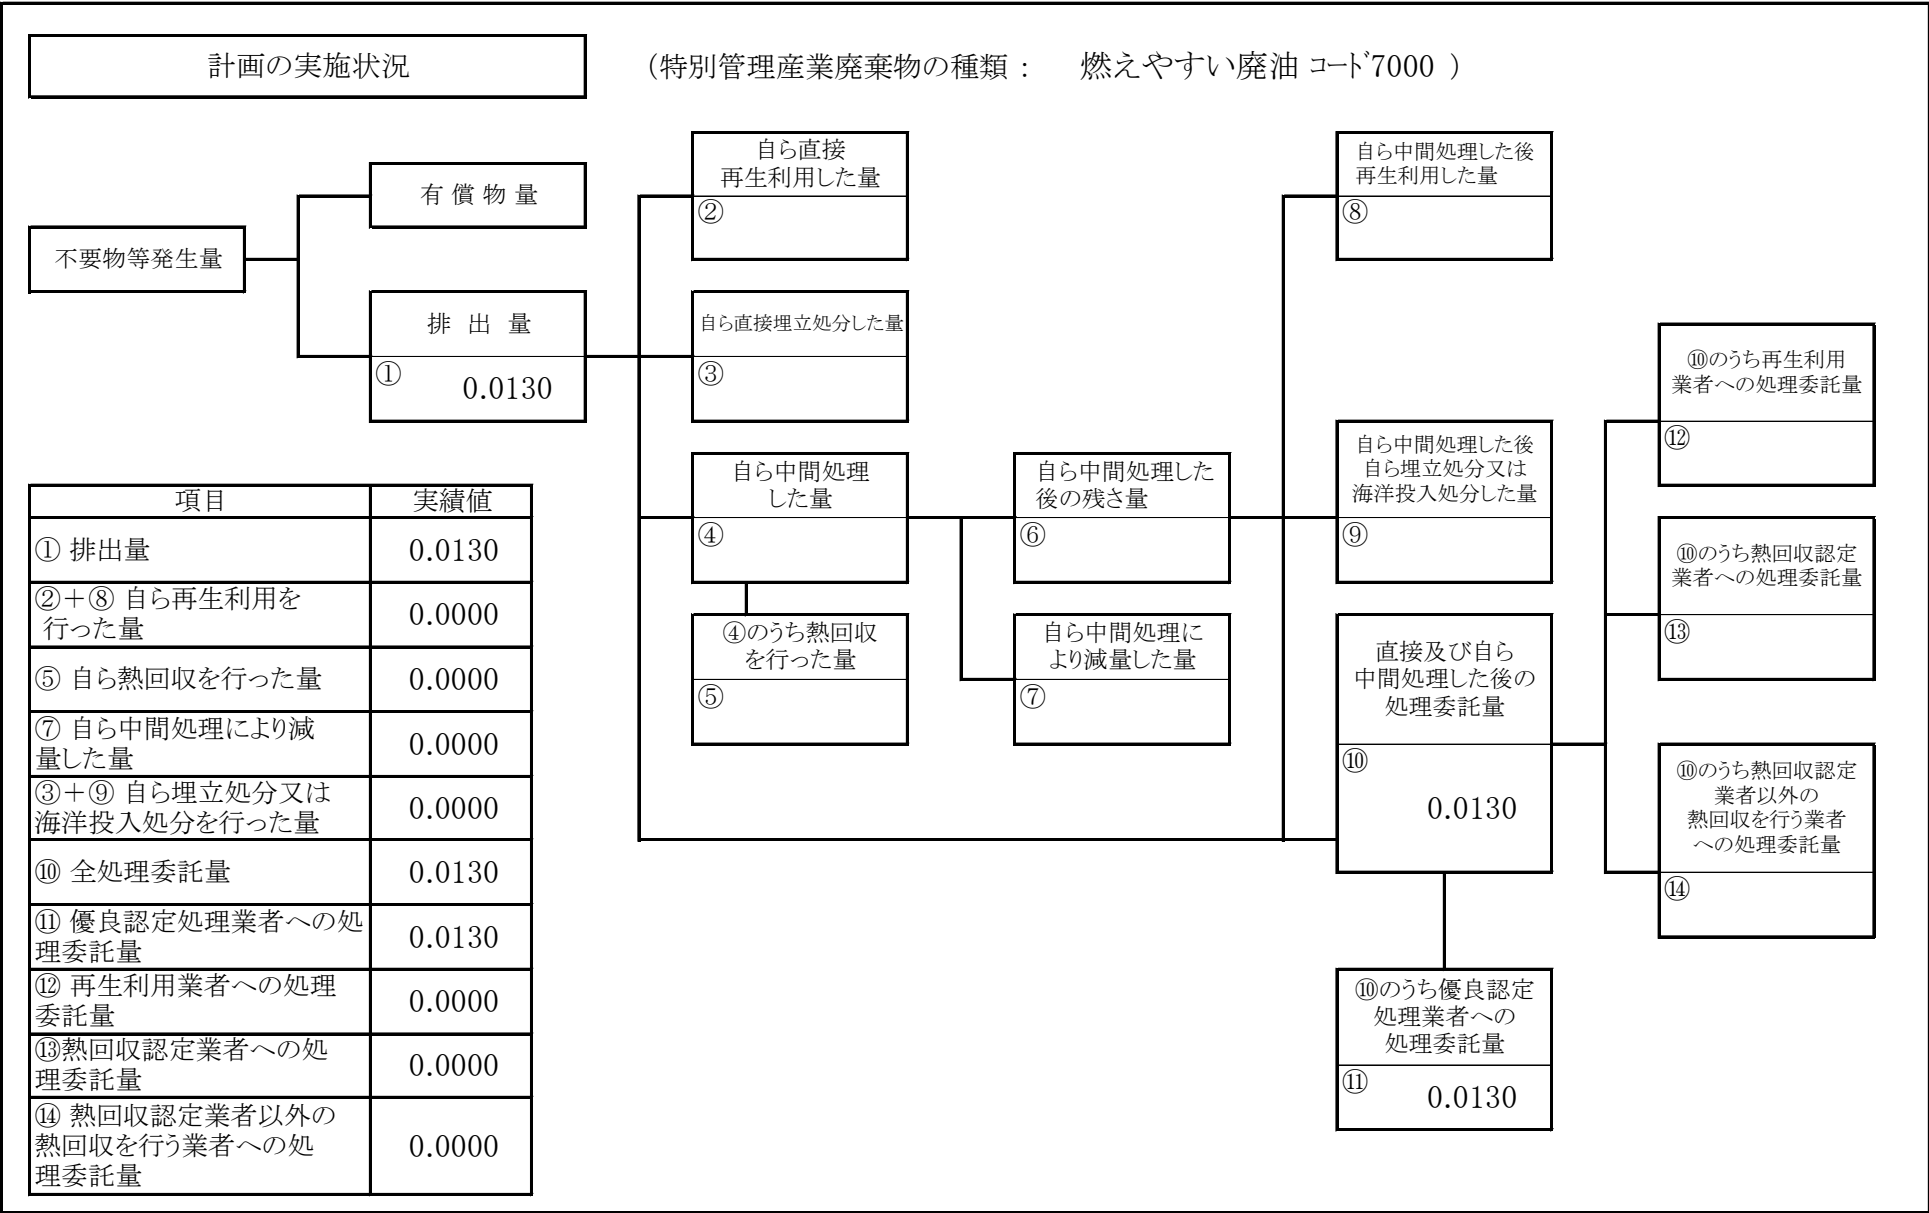 計画の実施状況
（特別管理産業廃棄物の種類： 燃えやすい廃油 コード7000 ）
不要物等発生量
有 償 物 量
排 出 量
① 0.0130
自ら直接
再生利用した量
②
自ら直接埋立処分した量
③
自ら中間処理
した量
④
④のうち熱回収
を行った量
⑤
自ら中間処理した
後の残さ量
⑥
自ら中間処理に
より減量した量
⑦
自ら中間処理した後
再生利用した量
⑧
自ら中間処理した後
自ら埋立処分又は
海洋投入処分した量
⑨
直接及び自ら
中間処理した後の
処理委託量
⑩
0.0130
⑩のうち優良認定
処理業者への
処理委託量
⑪ 0.0130
⑩のうち再生利用
業者への処理委託量
⑫
⑩のうち熱回収認定
業者への処理委託量
⑬
⑩のうち熱回収認定
業者以外の
熱回収を行う業者
への処理委託量
⑭
項目 実績値
① 排出量 0.0130
②＋⑧ 自ら再生利用を
行った量 0.0000
⑤ 自ら熱回収を行った量 0.0000
⑦ 自ら中間処理により減
量した量 0.0000
③＋⑨ 自ら埋立処分又は
海洋投入処分を行った量 0.0000
⑩ 全処理委託量 0.0130
⑪ 優良認定処理業者への処
理委託量 0.0130
⑫ 再生利用業者への処理
委託量 0.0000
⑬熱回収認定業者への処
理委託量 0.0000
⑭ 熱回収認定業者以外の
熱回収を行う業者への処 0.0000
理委託量